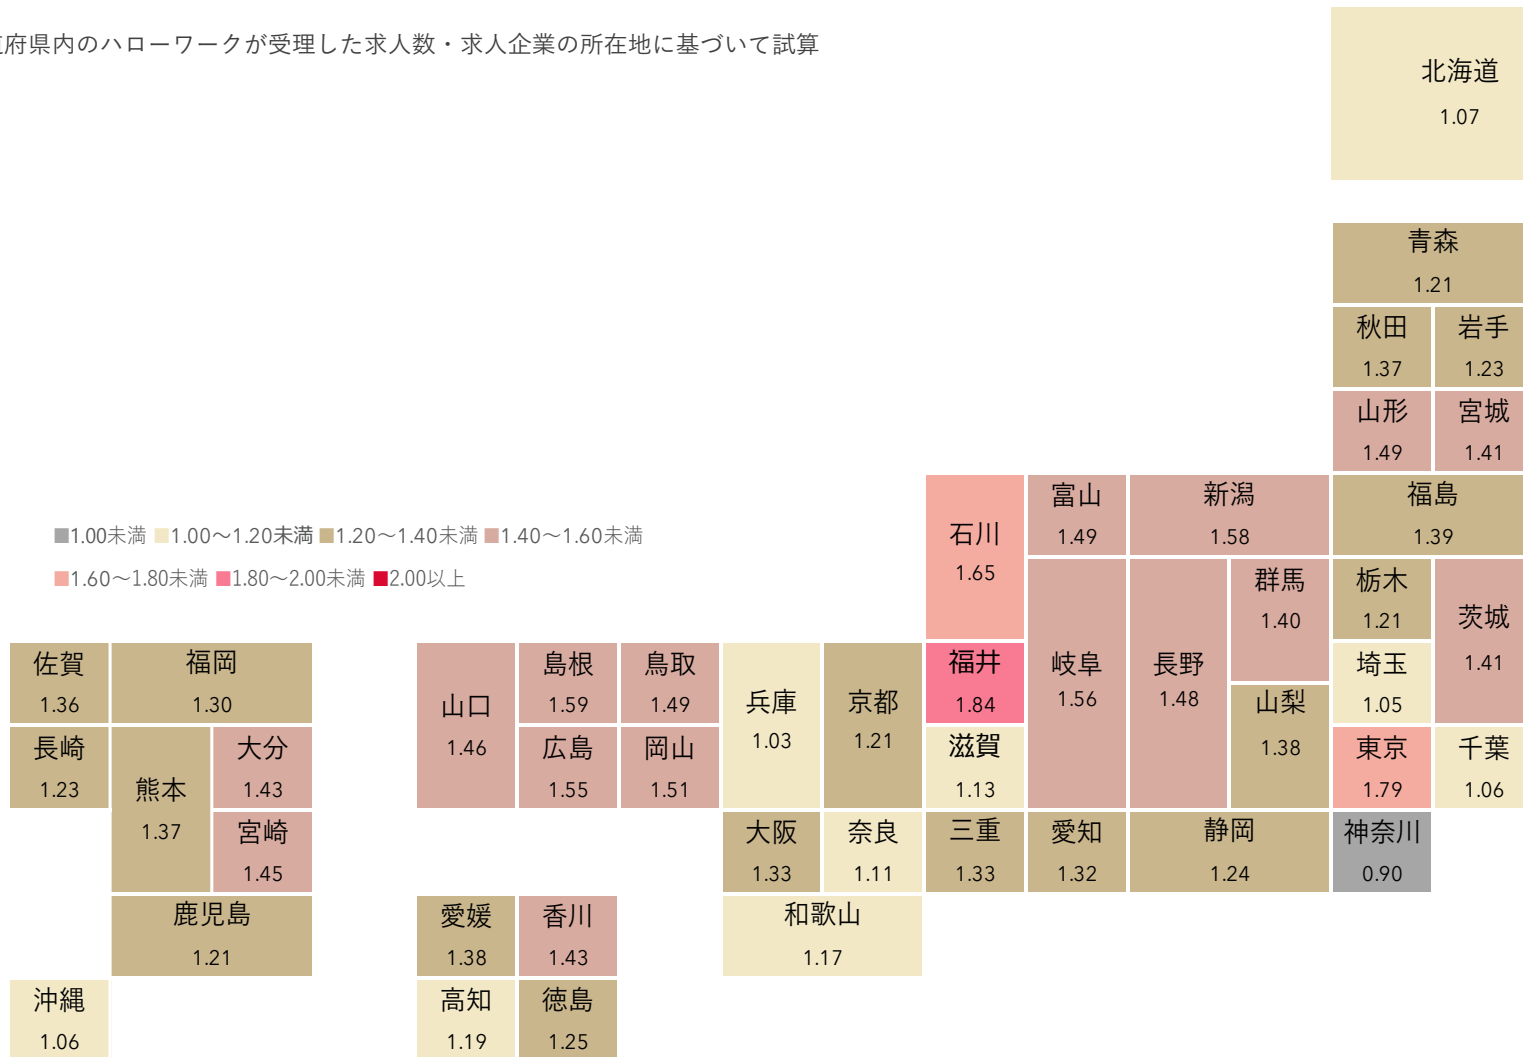 府県内のハローワークが受理した求人数・求人企業の所在地に基づいて試算
北海道
1.07
青森
1.21
秋田 岩手
1.37 1.23
山形 宮城
1.49 1.41
石川
1.65
富山
1.49
新潟
1.58
福島
1.39
■1.00未満 ■1.00～1.20未満 ■1.20～1.40未満 ■1.40～1.60未満
■1.60～1.80未満 ■1.80～2.00未満 ■2.00以上
群馬
1.40
栃木
1.21
茨城
1.41
佐賀
1.36
福岡
1.30
山口
1.46
島根
1.59
鳥取
1.49
兵庫
1.03
京都
1.21
福井
1.84
岐阜
1.56
長野
1.48
山梨
1.38
埼玉
1.05
長崎
1.23
熊本
1.37
大分
1.43
広島
1.55
岡山
1.51
滋賀
1.13
東京
1.79
千葉
1.06
宮崎
1.45
大阪
1.33
奈良
1.11
三重
1.33
愛知
1.32
静岡
1.24
神奈川
0.90
鹿児島
1.21
愛媛
1.38
香川
1.43
和歌山
1.17
沖縄
1.06
高知
1.19
徳島
1.25